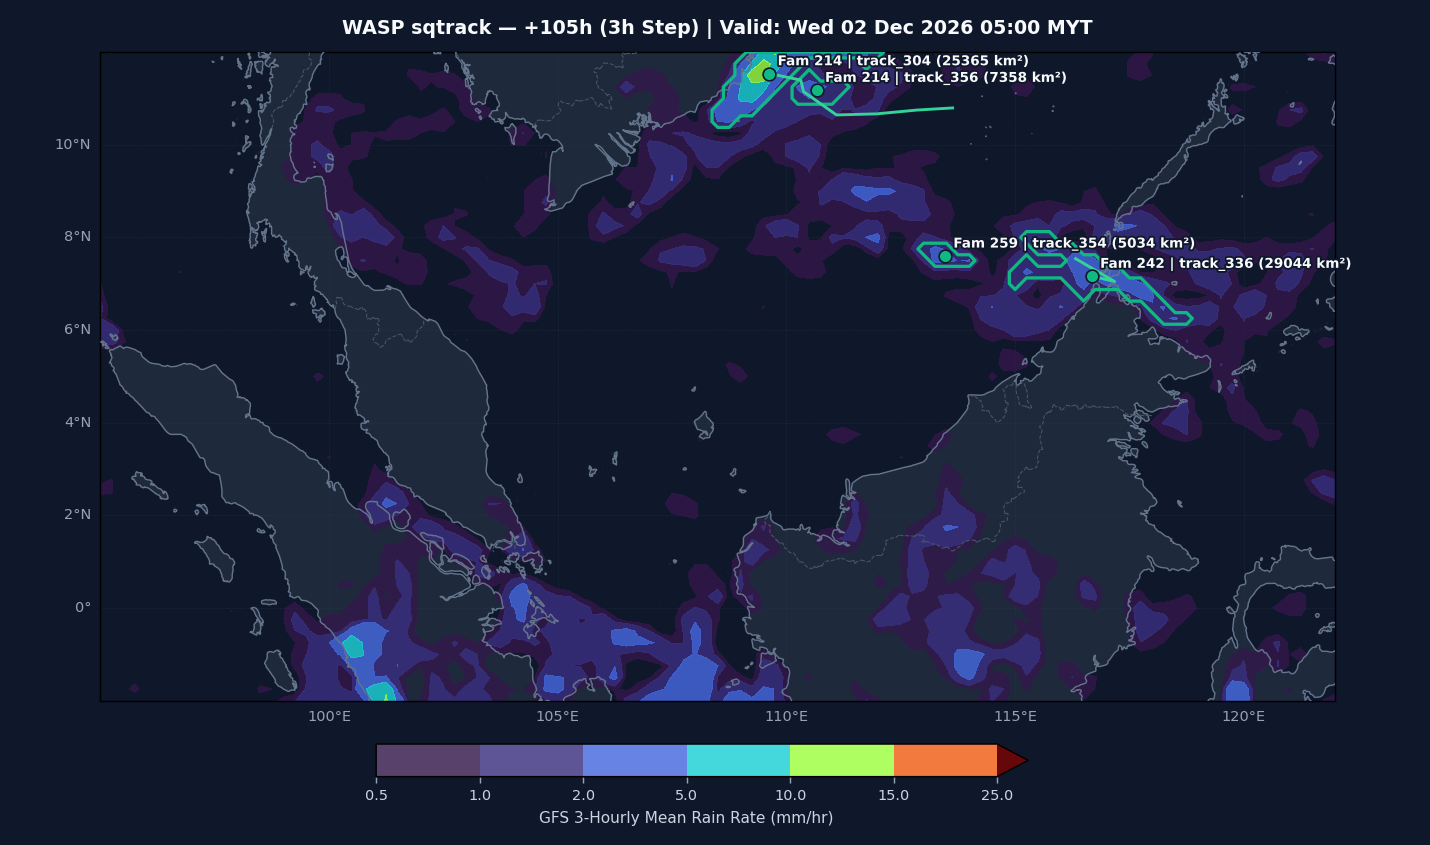 WASP sqtrack — +105h (3h Step) | Valid: Wed 02 Dec 2026 05:00 MYT
Fam 214 | track_304 (25365 km²)
Fam 214 | track_356 (7358 km²)
10°N
8°N
Fam 259 | track_354 (5034 km²)
Fam 242 | track_336 (29044 km²)
6°N
4°N
2°N
0°
100°E 105°E 110°E 115°E 120°E
0.5 1.0 2.0 5.0 10.0 15.0 25.0
GFS 3-Hourly Mean Rain Rate (mm/hr)